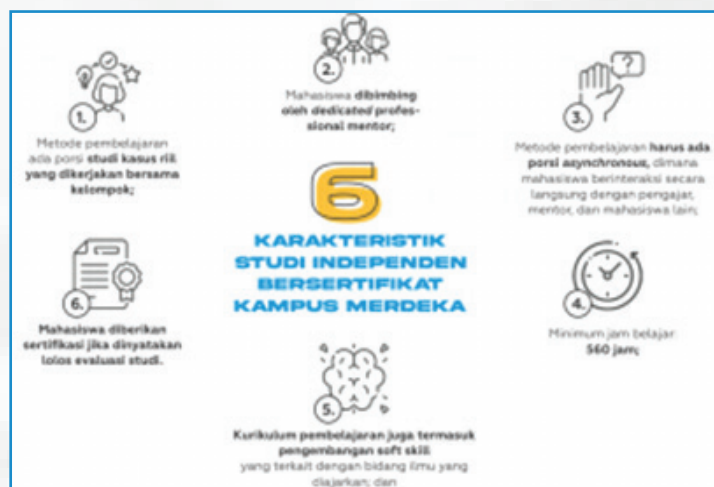 1.
Metode pembelajaran
ada porsi studi kasus riil
yang dikerjakan bersama
kelompok;
2.
Mahasiswa dibimbing
oleh dedicated profes-
sional mentor;
3.
Metode pembelajaran harus ada
porsi asynchronous, dimana
mahasiswa berinteraksi secara
langsung dengan pengajar,
mentor, dan mahasiswa lain;
6
KARAKTERISTIK
STUDI INDEPENDEN
BERSERTIFIKAT
KAMPUS MERDEKA
4.
Minimum jam belajar:
560 jam;
5.
Kurikulum pembelajaran juga termasuk
pengembangan soft skill
yang terkait dengan bidang ilmu yang
diajarkan; dan
6.
Mahasiswa diberikan
sertifikasi jika dinyatakan
lolos evaluasi studi.